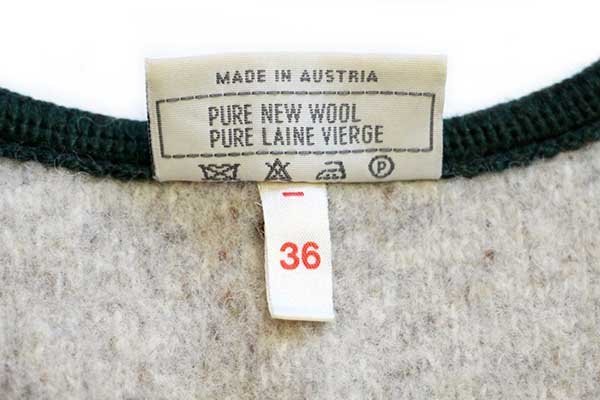 MADE IN AUSTRIA
PURE NEW WOOL
PURE LAINE VIERGE
P
36